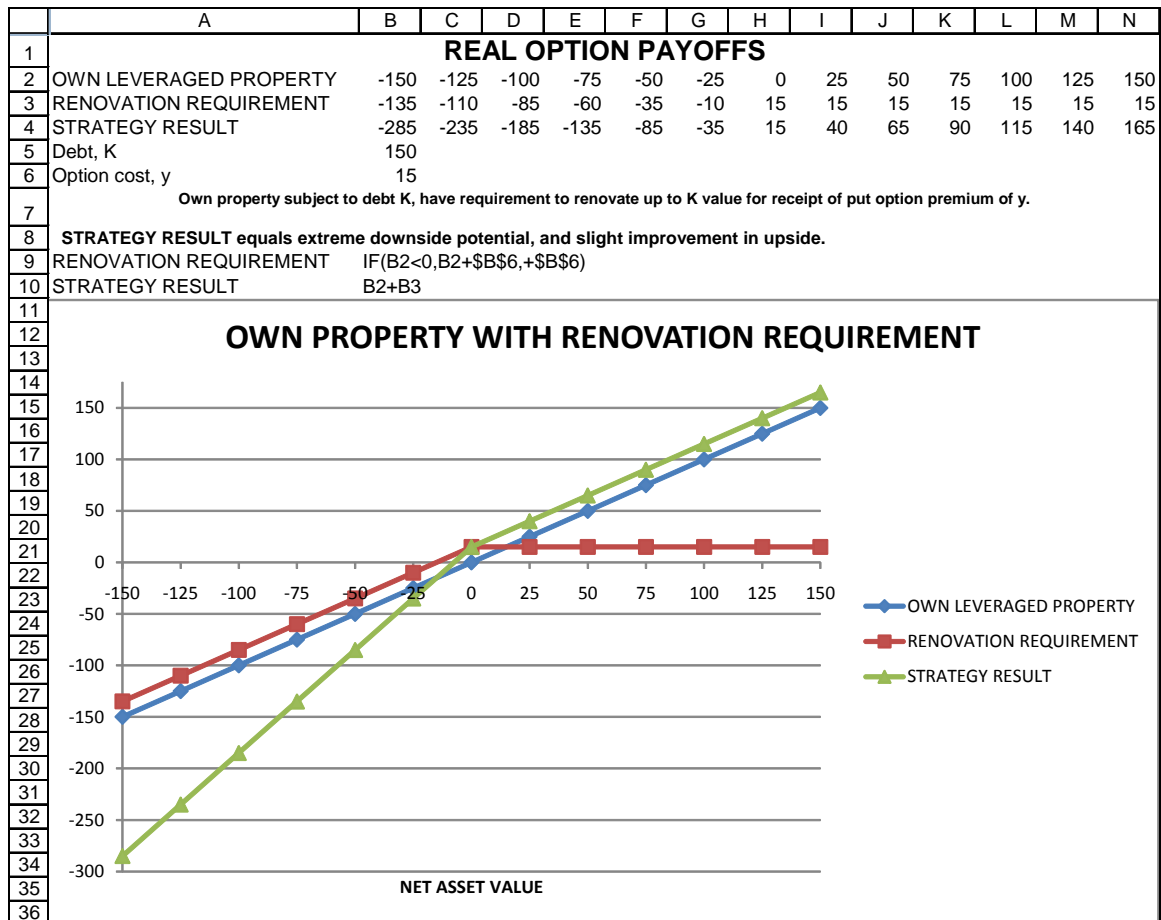 A B C D E F G H I J K L M N
1 REAL OPTION PAYOFFS
2 OWN LEVERAGED PROPERTY -150 -125 -100 -75 -50 -25 0 25 50 75 100 125 150
3 RENOVATION REQUIREMENT -135 -110 -85 -60 -35 -10 15 15 15 15 15 15 15
4 STRATEGY RESULT -285 -235 -185 -135 -85 -35 15 40 65 90 115 140 165
5 Debt, K 150
6 Option cost, y 15
7 Own property subject to debt K, have requirement to renovate up to K value for receipt of put option premium of y.
8 STRATEGY RESULT equals extreme downside potential, and slight improvement in upside.
9 RENOVATION REQUIREMENT IF(B2<0,B2+$B$6,+$B$6)
10 STRATEGY RESULT B2+B3
11
12 OWN PROPERTY WITH RENOVATION REQUIREMENT
13
14
15 150
16
17 100
18
19 50
20
21 0
22
-150 -125 -100 -75 -50 -25 0 25 50 75 100 125 150
23 -50
OWN LEVERAGED PROPERTY
24
25 -100
RENOVATION REQUIREMENT
26
27 -150
STRATEGY RESULT
28
29 -200
30
31
32 -250
33
34 -300
35 NET ASSET VALUE
36